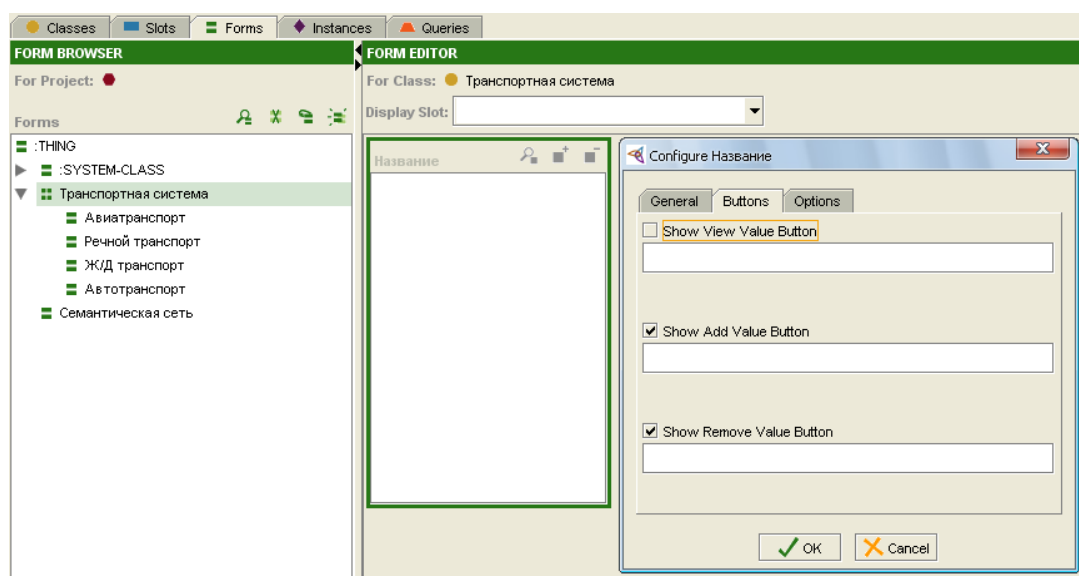 Classes Slots Forms Instances Queries
FORM BROWSER
For Project:
Forms
:THING
:SYSTEM-CLASS
Транспортная система
Авиатранспорт
Речной транспорт
Ж/Д транспорт
Автотранспорт
Семантическая сеть
FORM EDITOR
For Class: Транспортная система
Display Slot:
Название
Configure Название
General Buttons Options
Show View Value Button
Show Add Value Button
Show Remove Value Button
OK Cancel